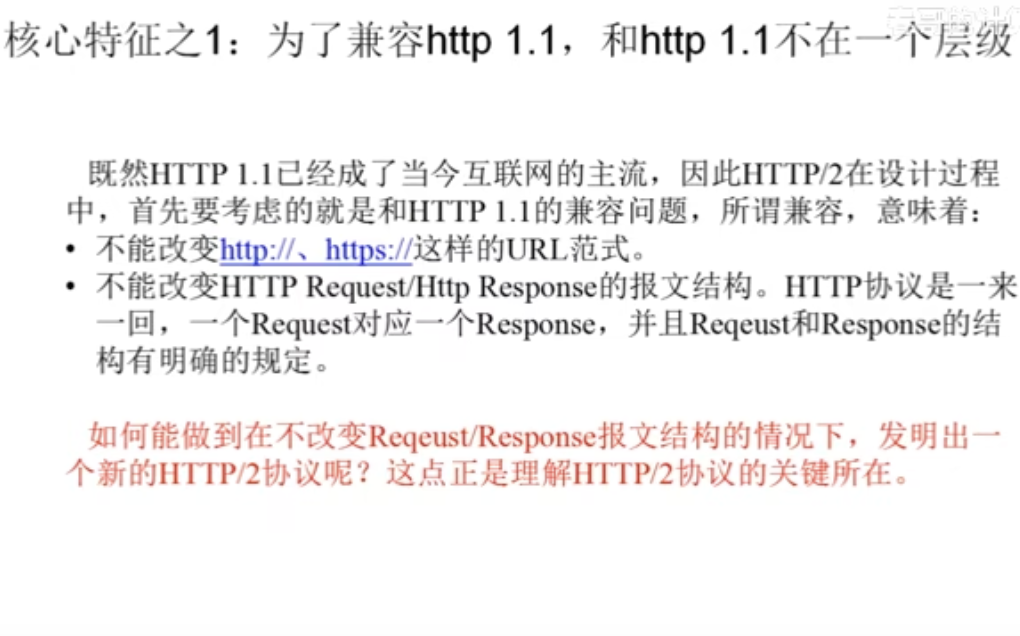 核心特征之1：为了兼容http 1.1，和http 1.1不在一个层级
既然HTTP 1.1已经成了当今互联网的主流，因此HTTP/2在设计过程
中，首先要考虑的就是和HTTP 1.1的兼容问题，所谓兼容，意味着：
• 不能改变http://、https://这样的URL范式。
• 不能改变HTTP Request/Http Response的报文结构。HTTP协议是一来
一回，一个Request对应一个Response，并且Reqeust和Response的结
构有明确的规定。
如何能做到在不改变Reqeust/Response报文结构的情况下，发明出一
个新的HTTP/2协议呢？这点正是理解HTTP/2协议的关键所在。